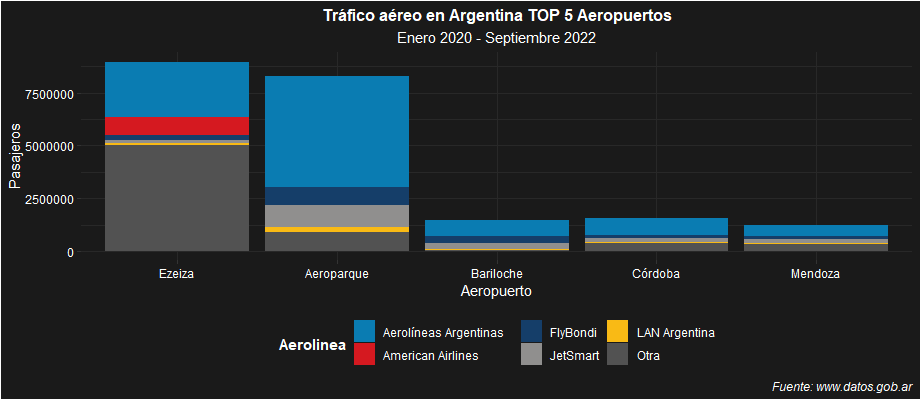 Tráfico aéreo en Argentina TOP 5 Aeropuertos
Enero 2020 - Septiembre 2022
Pasajeros
7500000
5000000
2500000
0
Ezeiza
Aeroparque
Bariloche
Córdoba
Mendoza
Aeropuerto
Aerolinea
Aerolíneas Argentinas
American Airlines
FlyBondi
JetSmart
LAN Argentina
Otra
Fuente: www.datos.gob.ar